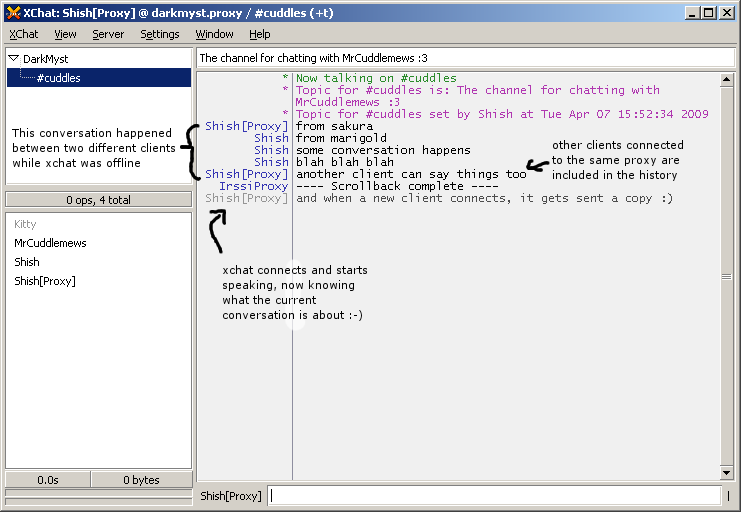 XChat: Shish[Proxy] @ darkmyst.proxy / #cuddles (+t)
XChat View Server Settings Window Help
DarkMyst
#cuddles
The channel for chatting with MrCuddlemews :3
* Now talking on #cuddles
* Topic for #cuddles is: The channel for chatting with
MrCuddlemews :3
* Topic for #cuddles set by Shish at Tue Apr 07 15:52:34 2009
Shish[Proxy] from sakura
Shish from marigold
Shish some conversation happens
Shish blah blah blah
Shish[Proxy] another client can say things too
IrssiProxy ---- Scrollback complete ----
Shish[Proxy] and when a new client connects, it gets sent a copy :)
This conversation happened
between two different clients
while xchat was offline
other clients connected
to the same proxy are
included in the history
xchat connects and starts
speaking, now knowing
what the current
conversation is about :-)
0 ops, 4 total
Kitty
MrCuddlemews
Shish
Shish[Proxy]
0.0s 0 bytes
Shish[Proxy]